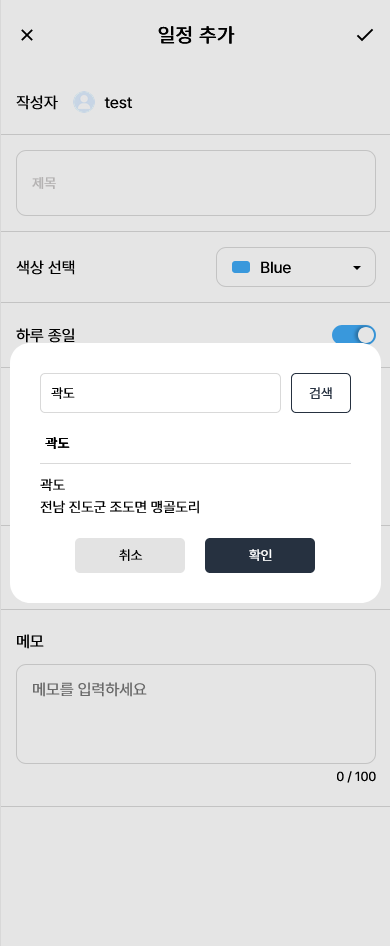 일정 추가
작성자 test
제목
색상 선택 Blue
하루 종일
곽도 검색
곽도
곽도
전남 진도군 조도면 맹골도리
취소 확인
메모
메모를 입력하세요
0 / 100